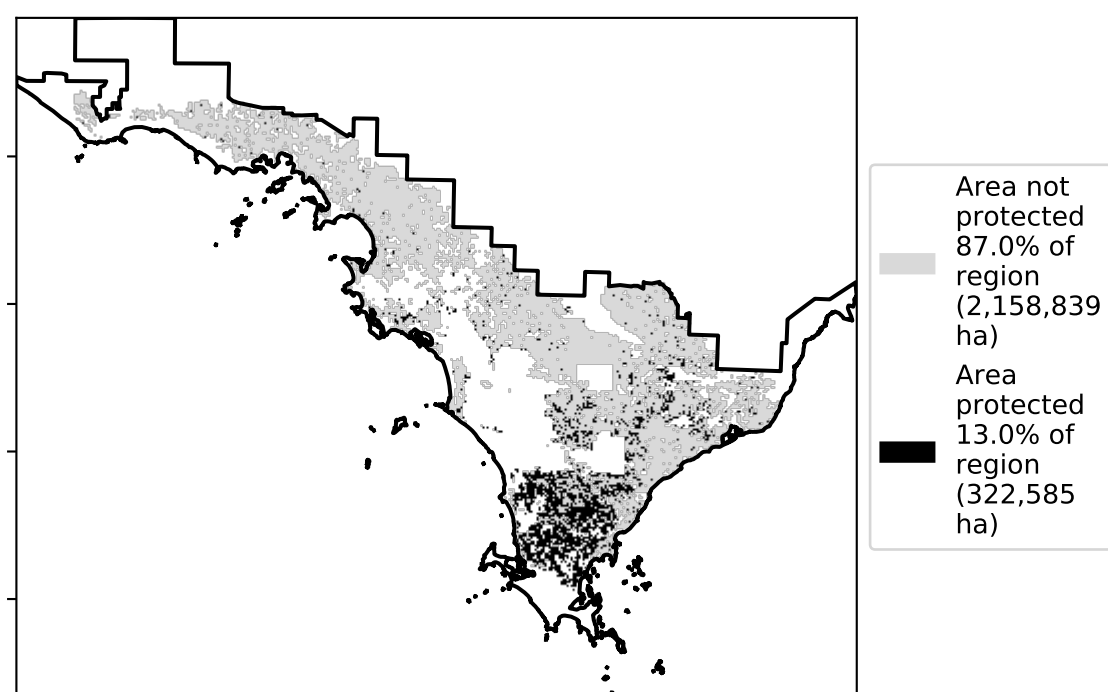 Area not
protected
87.0% of
region
(2,158,839
ha)
Area
protected
13.0% of
region
(322,585
ha)